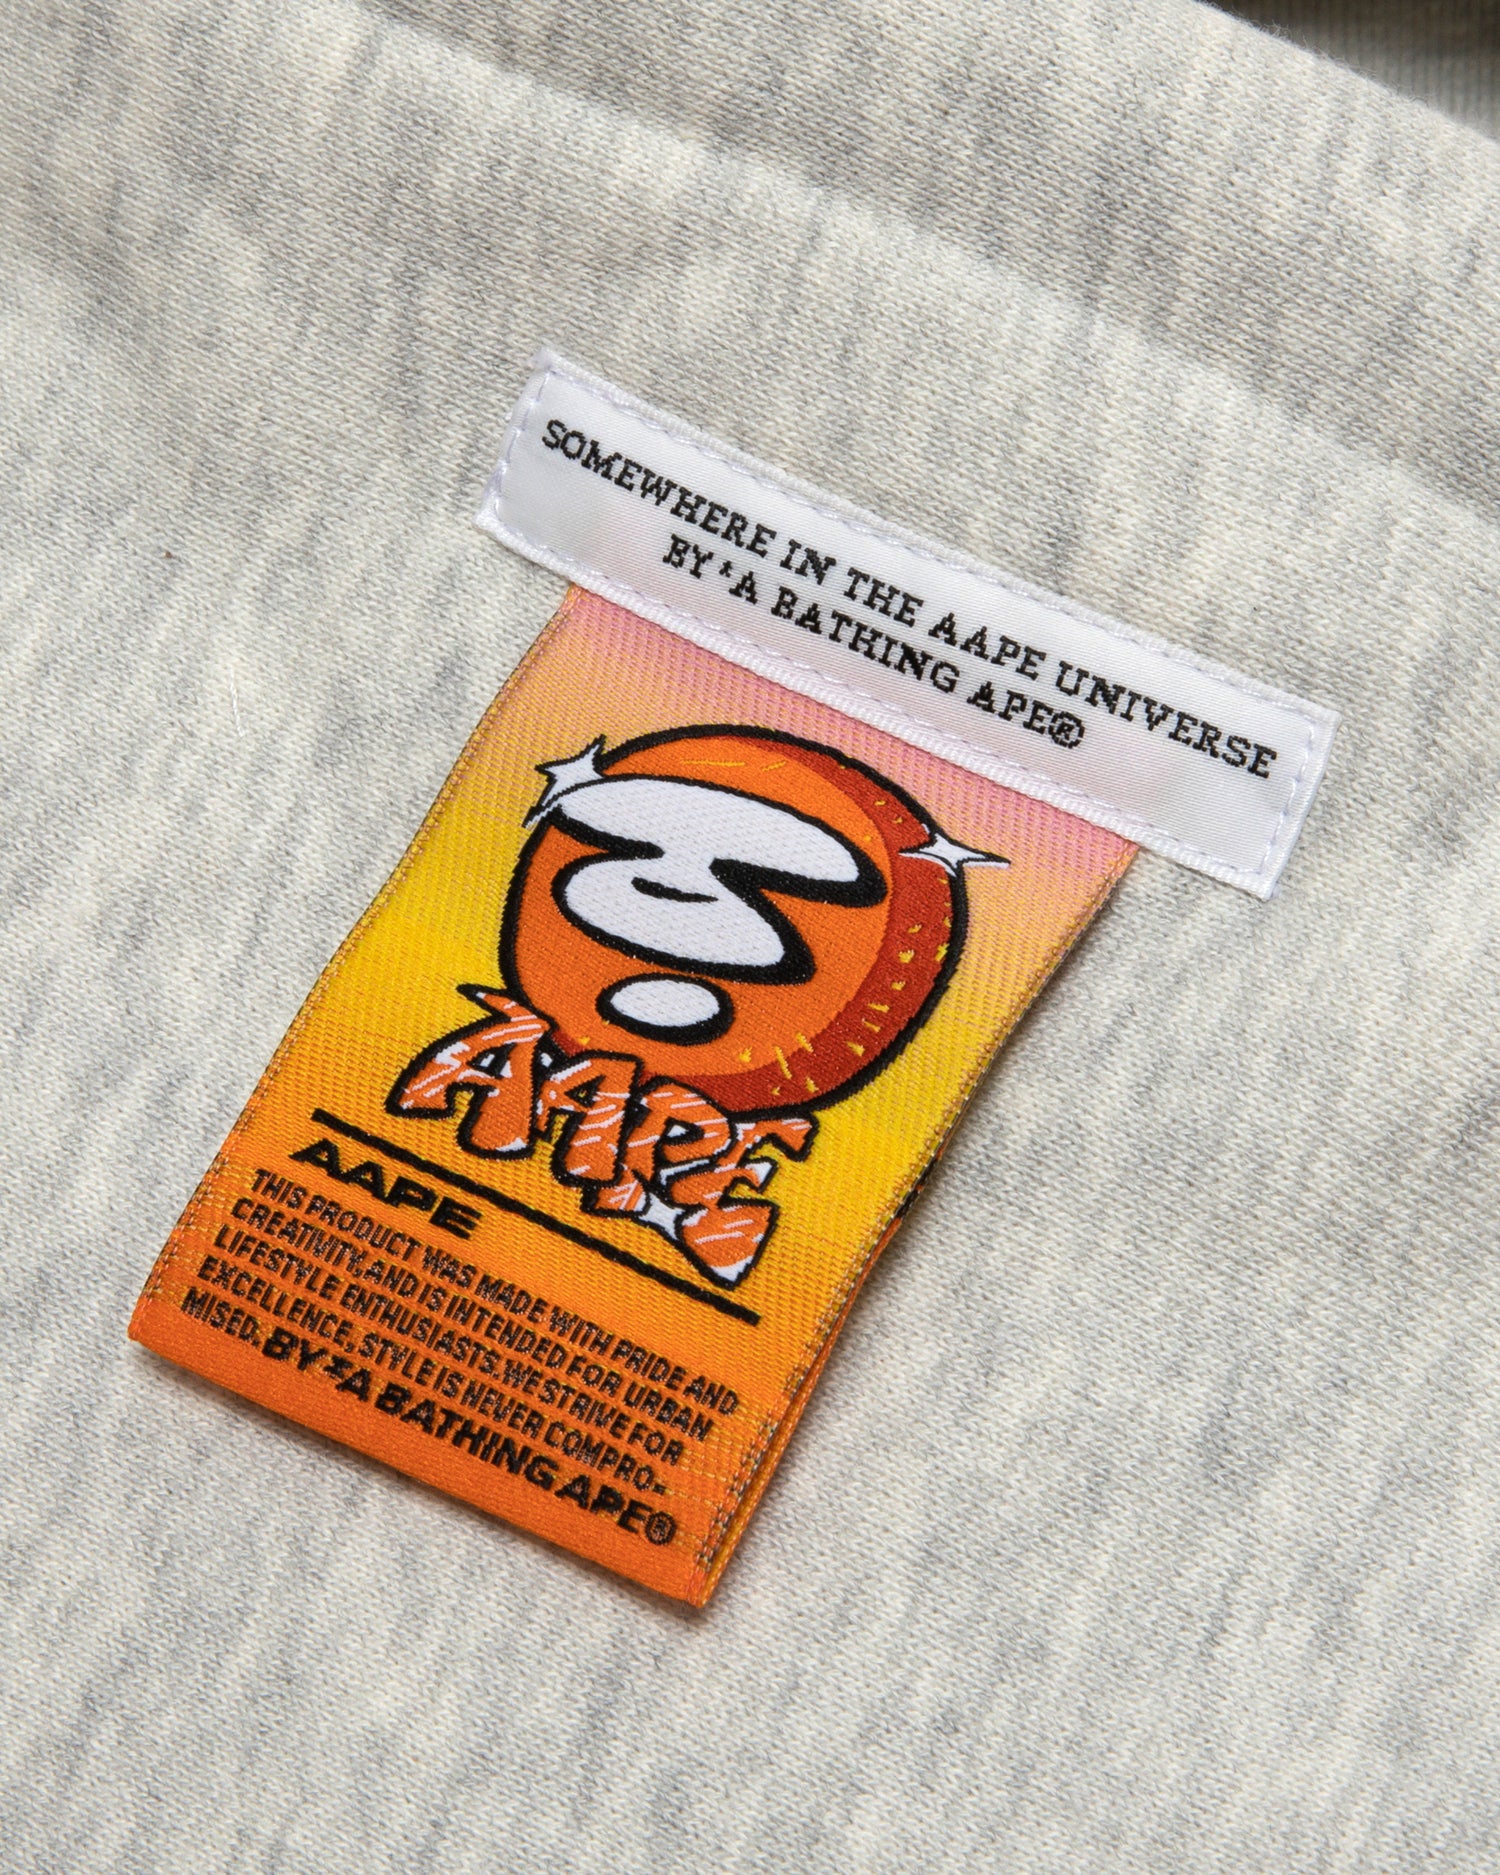 SOMEWHERE IN THE AAPE UNIVERSE
BY *A BATHING APE®
AAPE
AAPE
THIS PRODUCT WAS MADE WITH PRIDE AND
CREATIVITY, AND IS INTENDED FOR URBAN
LIFESTYLE ENTHUSIASTS. WE STRIVE FOR
EXCELLENCE, STYLE IS NEVER COMPRO-
MISED. BY *A BATHING APE®